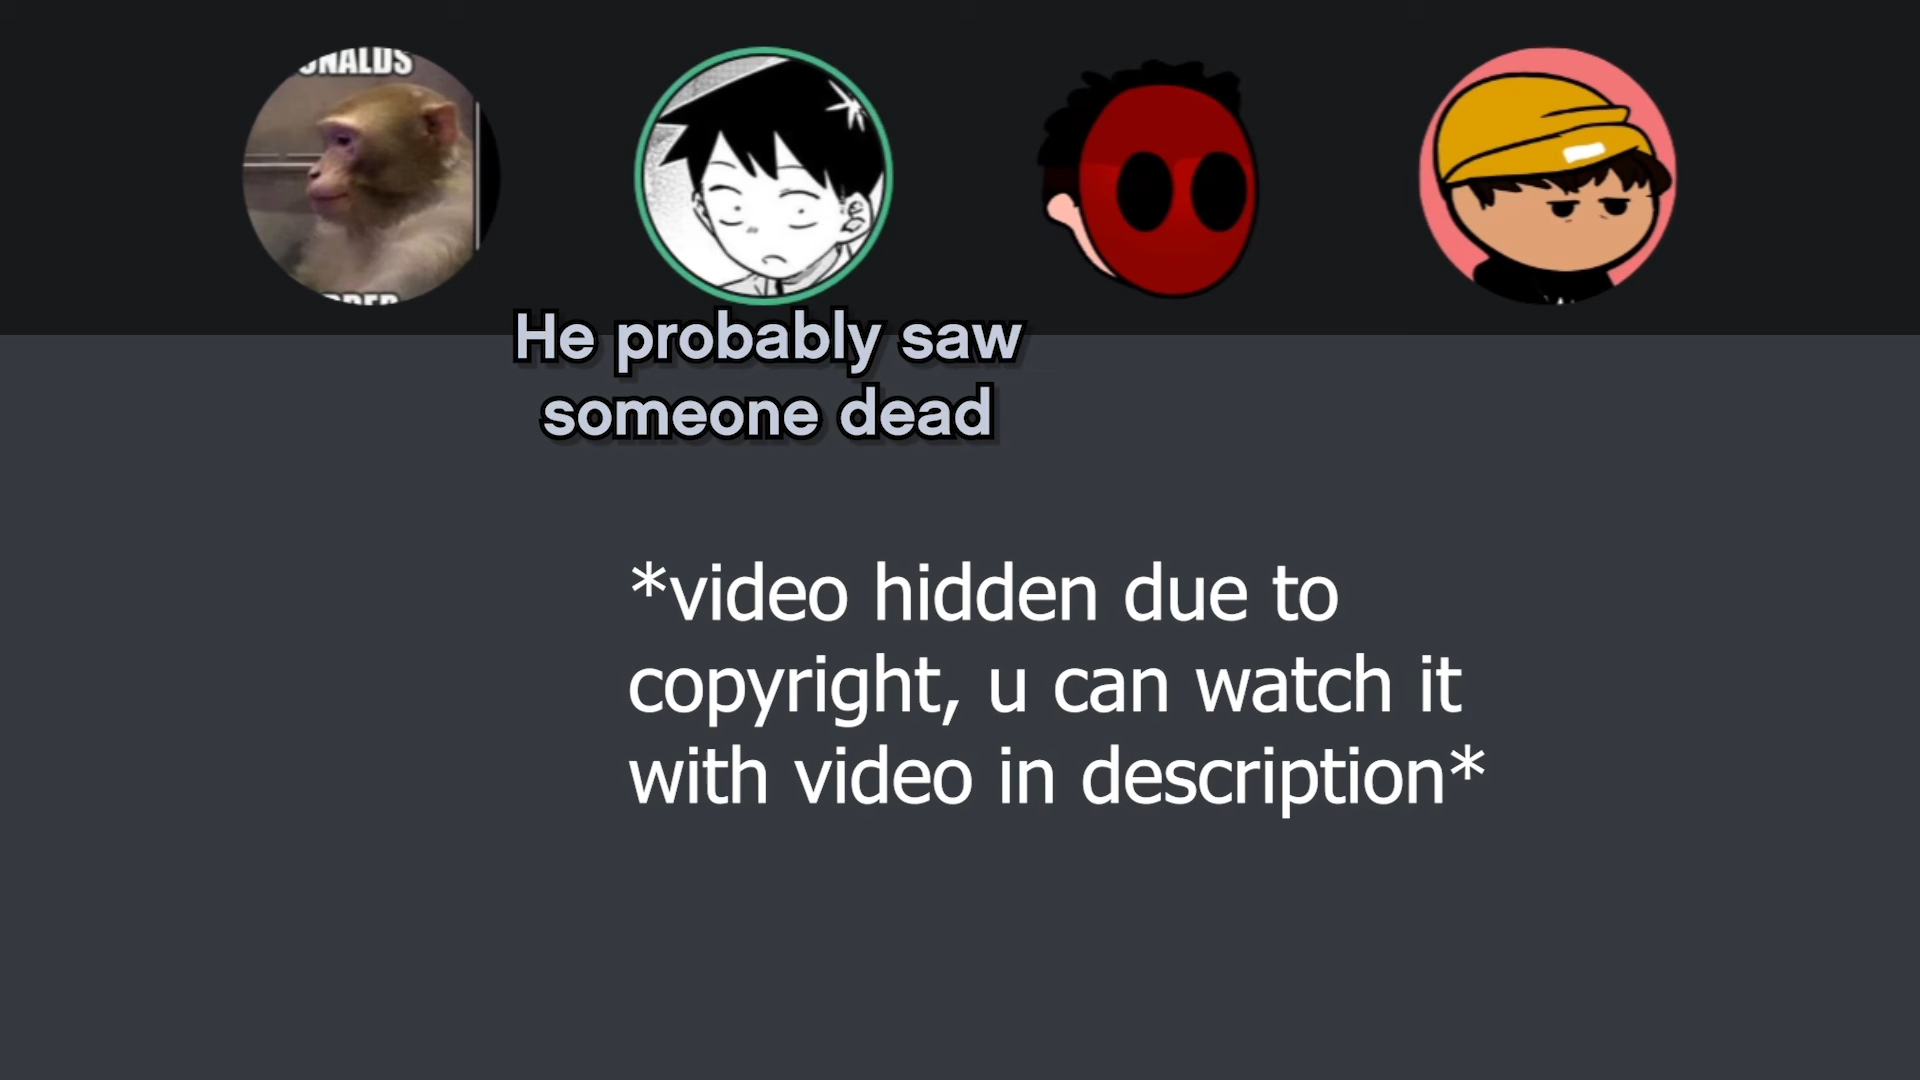 He probably saw
someone dead
*video hidden due to
copyright, u can watch it
with video in description*